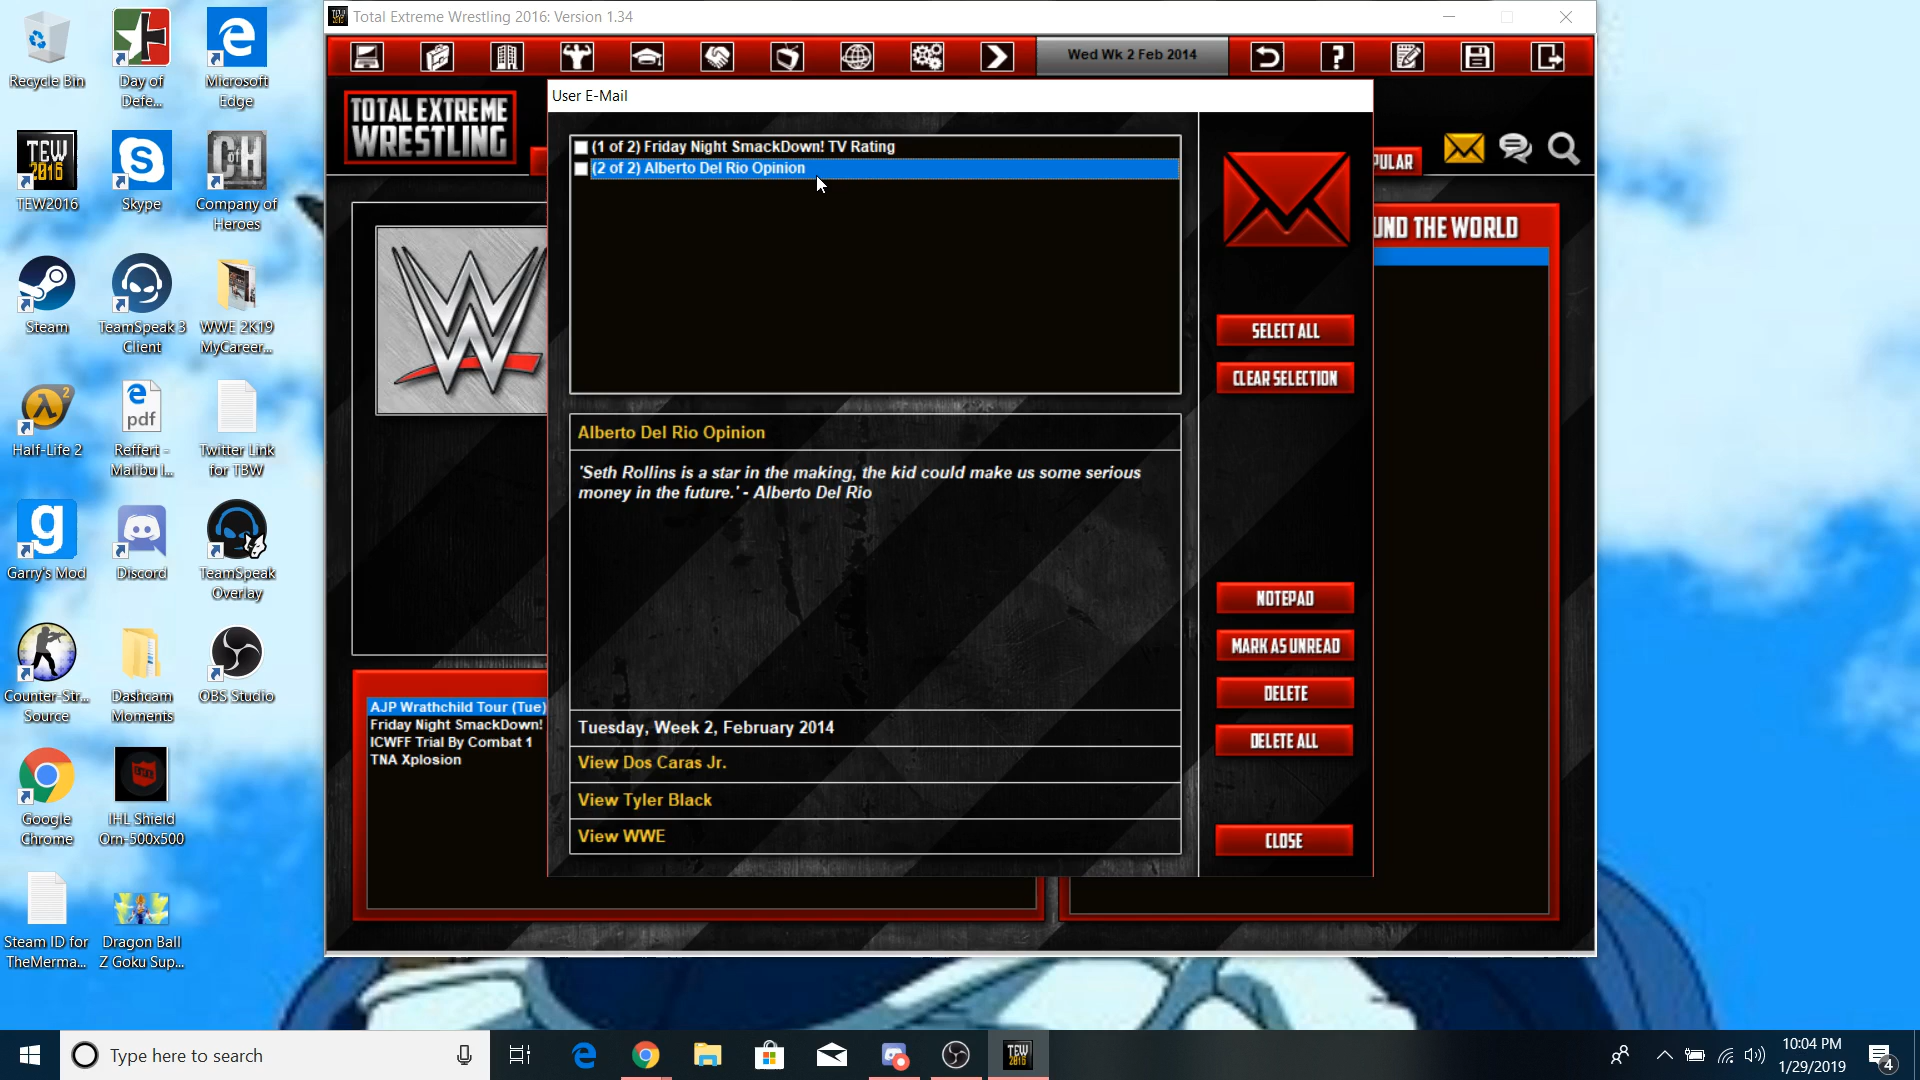 Recycle Bin
Day of
Defe...
Microsoft
Edge
TEW
2016
TEW2016
Skype
Company of
Heroes
Steam
TeamSpeak 3
Client
WWE 2K19
MyCareer...
Half-Life 2
pdf
Reffert -
Malibu I...
Twitter Link
for TBW
Garry's Mod
Discord
TeamSpeak
Overlay
Counter-Str...
Source
Dashcam
Moments
OBS Studio
Google
Chrome
IHL Shield
Orn-500x500
Steam ID for
TheMerma...
Dragon Ball
Z Goku Sup...
Total Extreme Wrestling 2016: Version 1.34
Wed Wk 2 Feb 2014
TOTAL EXTREME
WRESTLING
User E-Mail
(1 of 2) Friday Night SmackDown! TV Rating
(2 of 2) Alberto Del Rio Opinion
PULAR
UND THE WORLD
SELECT ALL
CLEAR SELECTION
Alberto Del Rio Opinion
'Seth Rollins is a star in the making, the kid could make us some serious
money in the future.' - Alberto Del Rio
NOTEPAD
MARK AS UNREAD
DELETE
DELETE ALL
CLOSE
Tuesday, Week 2, February 2014
View Dos Caras Jr.
View Tyler Black
View WWE
AJP Wrathchild Tour (Tue)
Friday Night SmackDown!
ICWFF Trial By Combat 1
TNA Xplosion
Type here to search
TEW
2016
10:04 PM
1/29/2019
4